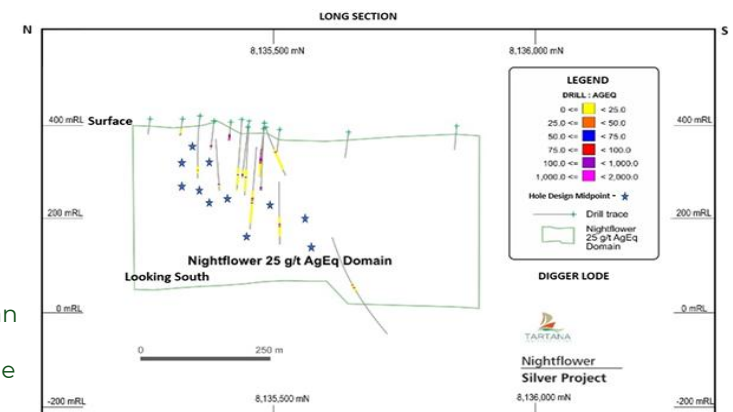 LONG SECTION
N
S
8,135,500 mN
8,136,000 mN
LEGEND
DRILL : AGEQ
0 <= < 25.0
25.0 <= < 50.0
50.0 <= < 75.0
75.0 <= < 100.0
100.0 <= < 1,000.0
1,000.0 <= < 2,000.0
Hole Design Midpoint -
Drill trace
Nightflower
25 g/t AgEq
Domain
400 mRL
Surface
400 mRL
200 mRL
200 mRL
Nightflower 25 g/t AgEq Domain
Looking South
DIGGER LODE
0 mRL
0 mRL
n
e
TARTANA
0
250 m
Nightflower
Silver Project
-200 mRL
8,135,500 mN
8,136,000 mN
-200 mRL